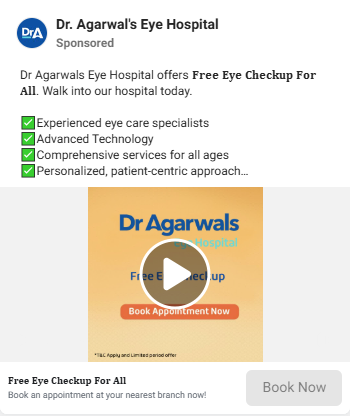 DrA
Dr. Agarwal's Eye Hospital
Sponsored
Dr Agarwals Eye Hospital offers Free Eye Checkup For
All. Walk into our hospital today.
✅Experienced eye care specialists
✅Advanced Technology
✅Comprehensive services for all ages
✅Personalized, patient-centric approach…
Dr Agarwals
eye Hospital
Free E ckup
Book Appointment Now
*T&C Apply and Limited period offer
Free Eye Checkup For All
Book an appointment at your nearest branch now!
Book Now